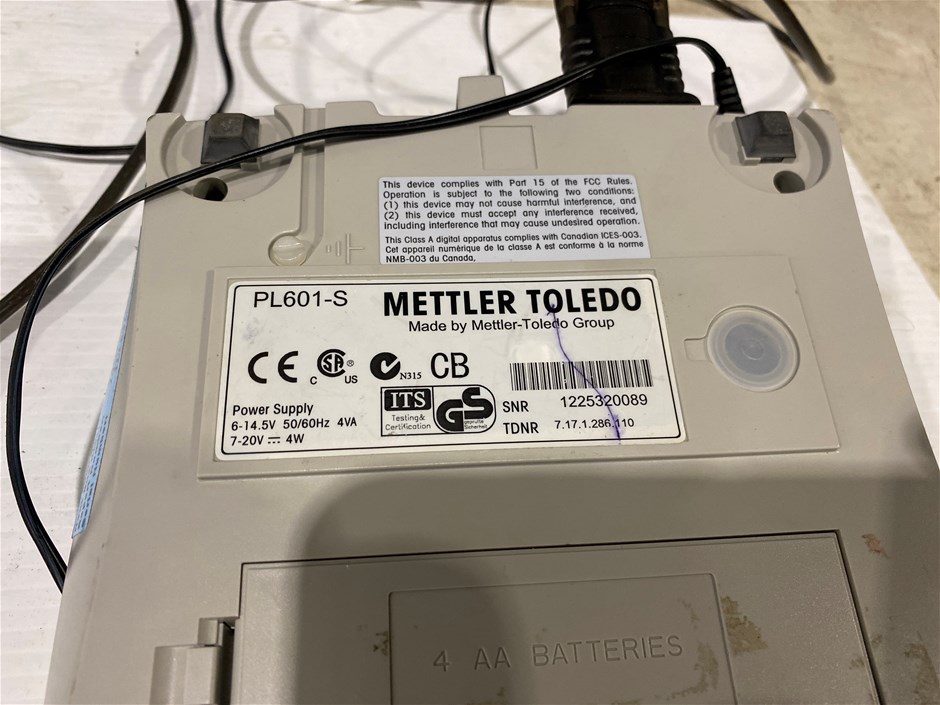 This device complies with Part 15 of the FCC Rules.
Operation is subject to the following two conditions:
(1) this device may not cause harmful interference, and
(2) this device must accept any interference received,
including interference that may cause undesired operation.
This Class A digital apparatus complies with Canadian ICES-003.
Cet appareil numérique de la classe A est conforme à la norme
NMB-003 du Canada,
PL601-S
METTLER TOLEDO
Made by Mettler-Toledo Group
CE
C SA ® US
N315
CB
ITS
Testing&
Certification
GS
geprüfte
Sicherheit
Power Supply
6-14.5V 50/60Hz 4VA
7-20V ⎓ 4W
SNR 1225320089
TDNR 7.17.1.286.110
4 AA BATTERIES